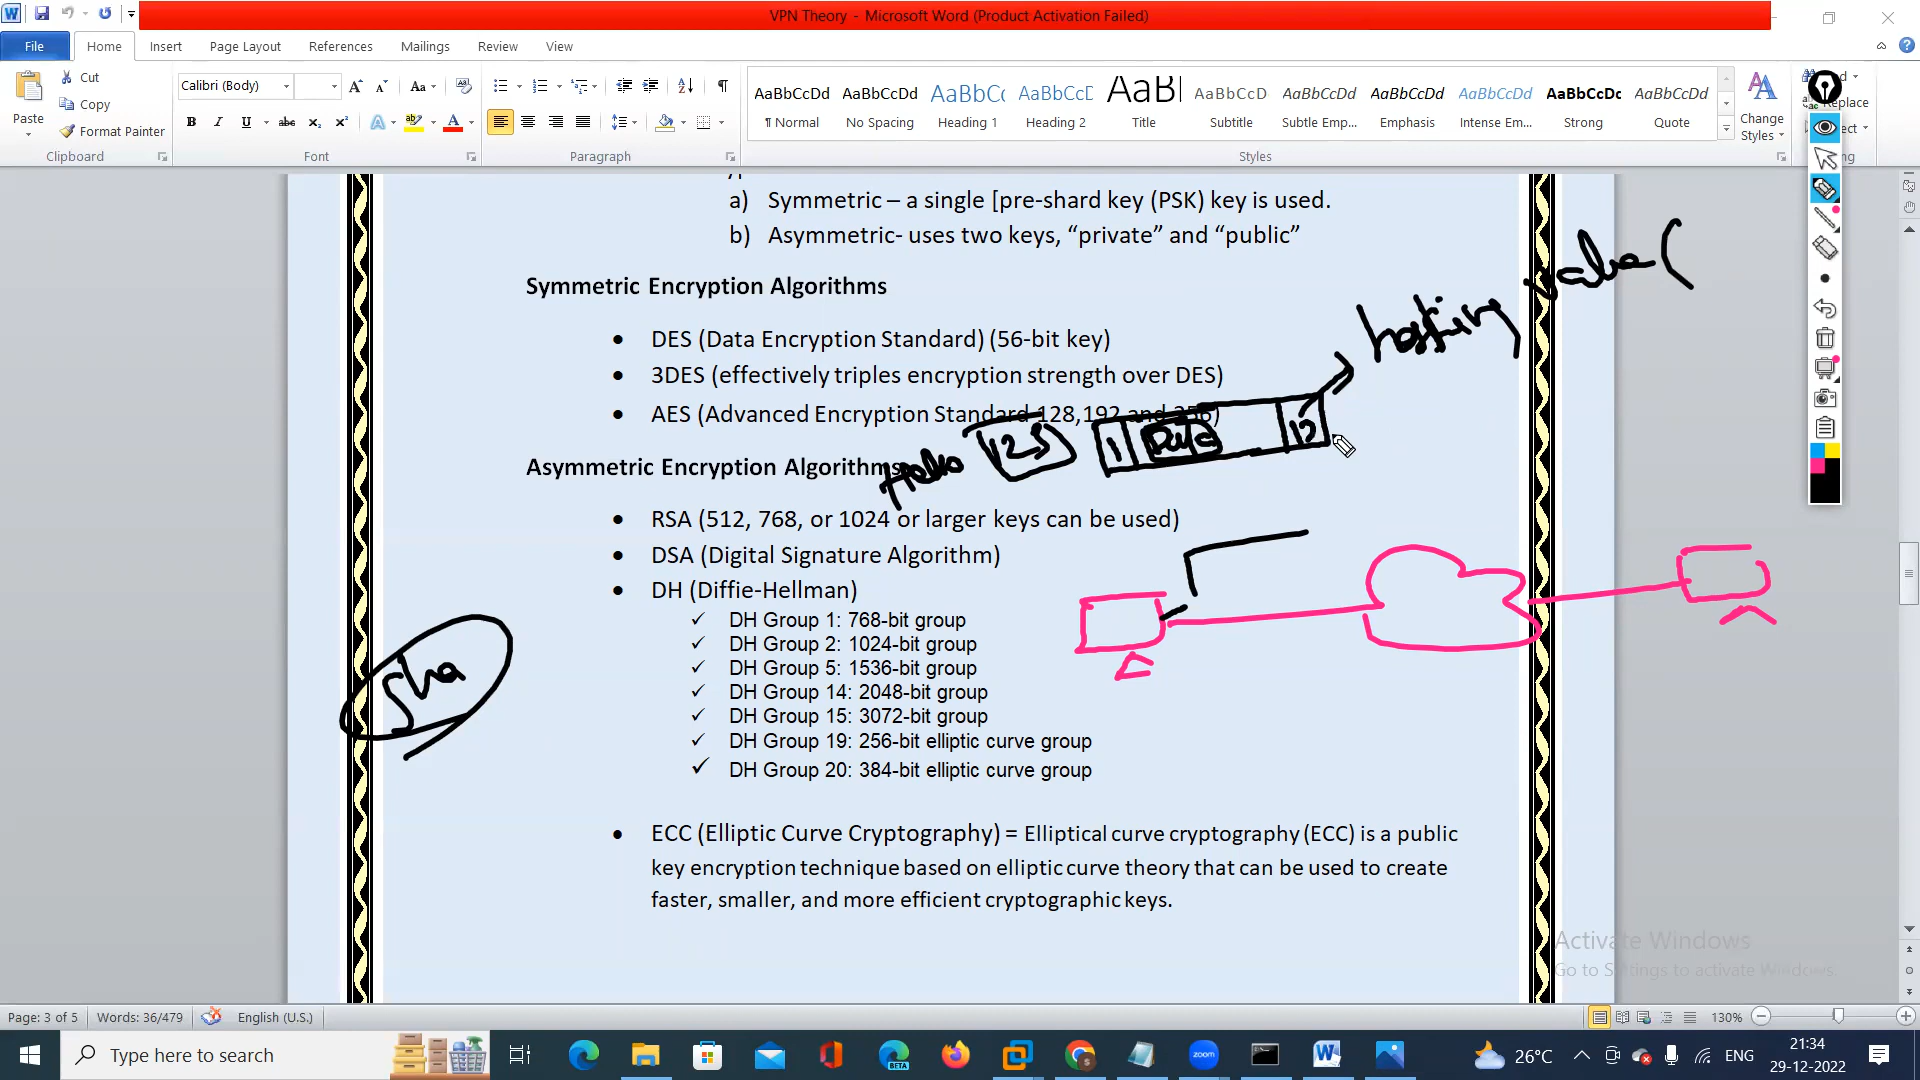 VPN Theory - Microsoft Word (Product Activation Failed)
File Home Insert Page Layout References Mailings Review View
Paste
Cut
Copy
Format Painter
Clipboard
Calibri (Body)
Font
Paragraph
AaBbCcDd AaBbCcDd AaBbCc AaBbCcD AaBl AaBbCcD AaBbCcDd AaBbCcDd AaBbCcDd AaBbCcDc AaBbCcDd
¶ Normal No Spacing Heading 1 Heading 2 Title Subtitle Subtle Emp... Emphasis Intense Em... Strong Quote
Change Styles
Styles
Replace
a) Symmetric – a single [pre-shard key (PSK) key is used.
b) Asymmetric- uses two keys, “private” and “public”
value (
Symmetric Encryption Algorithms
• DES (Data Encryption Standard) (56-bit key)
• 3DES (effectively triples encryption strength over DES)
• AES (Advanced Encryption Standard 128,192 and 256)
Hello 123 1
Asymmetric Encryption Algorithms
• RSA (512, 768, or 1024 or larger keys can be used)
• DSA (Digital Signature Algorithm)
• DH (Diffie-Hellman)
✓ DH Group 1: 768-bit group
✓ DH Group 2: 1024-bit group
✓ DH Group 5: 1536-bit group
✓ DH Group 14: 2048-bit group
✓ DH Group 15: 3072-bit group
✓ DH Group 19: 256-bit elliptic curve group
✓ DH Group 20: 384-bit elliptic curve group
Sha
• ECC (Elliptic Curve Cryptography) = Elliptical curve cryptography (ECC) is a public
key encryption technique based on elliptic curve theory that can be used to create
faster, smaller, and more efficient cryptographic keys.
Activate Windows
Go to Settings to activate Windows.
Page: 3 of 5 Words: 36/479 English (U.S.) 130%
Type here to search
BETA
zoom
26°C ENG
21:34
29-12-2022